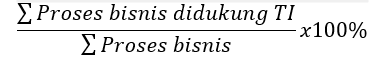 ∑ Proses bisnis didukung TI
∑ Proses bisnis
x100%